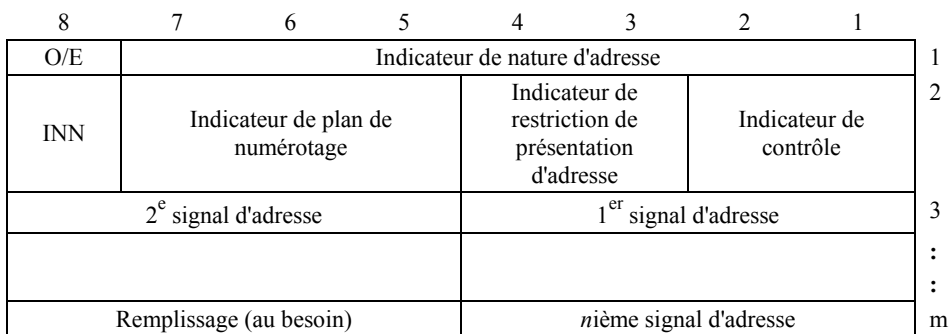 8 7 6 5 4 3 2 1
O/E Indicateur de nature d'adresse 1
INN Indicateur de plan de numérotage Indicateur de restriction de présentation d'adresse Indicateur de contrôle 2
2e signal d'adresse 1er signal d'adresse 3
:
:
Remplissage (au besoin) nième signal d'adresse m